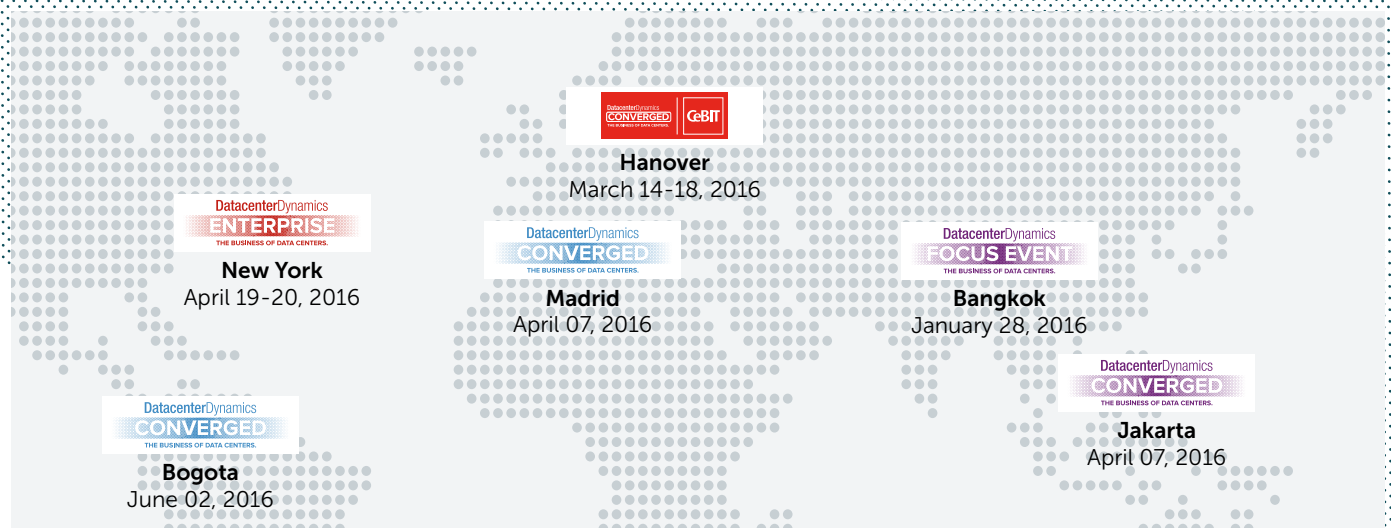 DatacenterDynamics
CONVERGED
THE BUSINESS OF DATA CENTERS.
CeBIT
Hanover
March 14-18, 2016
DatacenterDynamics
ENTERPRISE
THE BUSINESS OF DATA CENTERS.
New York
April 19-20, 2016
DatacenterDynamics
CONVERGED
THE BUSINESS OF DATA CENTERS.
Madrid
April 07, 2016
DatacenterDynamics
FOCUS EVENT
THE BUSINESS OF DATA CENTERS.
Bangkok
January 28, 2016
DatacenterDynamics
CONVERGED
THE BUSINESS OF DATA CENTERS.
Jakarta
April 07, 2016
DatacenterDynamics
CONVERGED
THE BUSINESS OF DATA CENTERS.
Bogota
June 02, 2016